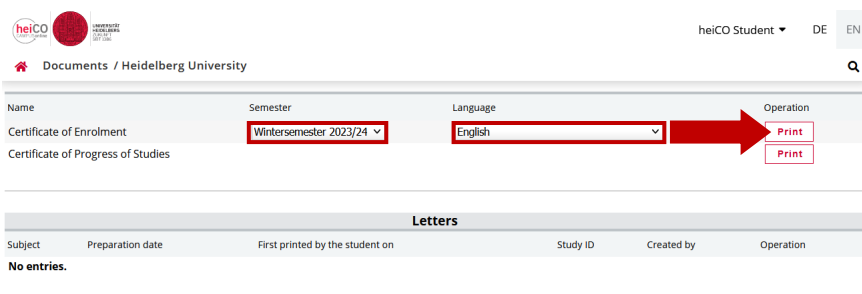 heiCO
UNIVERSITÄT
HEIDELBERG
ZUKUNFT
SEIT 1386
heiCO Student DE EN
Documents / Heidelberg University
Name Semester Language Operation
Certificate of Enrolment Wintersemester 2023/24 English Print
Certificate of Progress of Studies Print
Letters
Subject Preparation date First printed by the student on Study ID Created by Operation
No entries.